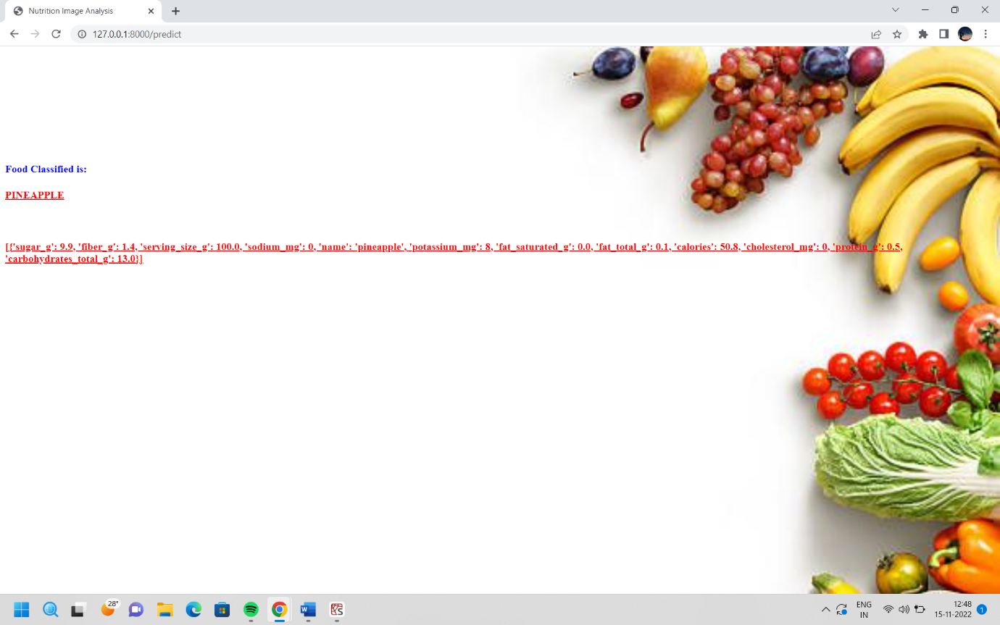 Nutrition Image Analysis
127.0.0.1:8000/predict
Food Classified is:
PINEAPPLE
[{'sugar_g': 9.9, 'fiber_g': 1.4, 'serving_size_g': 100.0, 'sodium_mg': 0, 'name': 'pineapple', 'potassium_mg': 8, 'fat_saturated_g': 0.0, 'fat_total_g': 0.1, 'calories': 50.8, 'cholesterol_mg': 0, 'protein_g': 0.5,
'carbohydrates_total_g': 13.0}]
28°
W
ENG
IN
12:48
15-11-2022
1